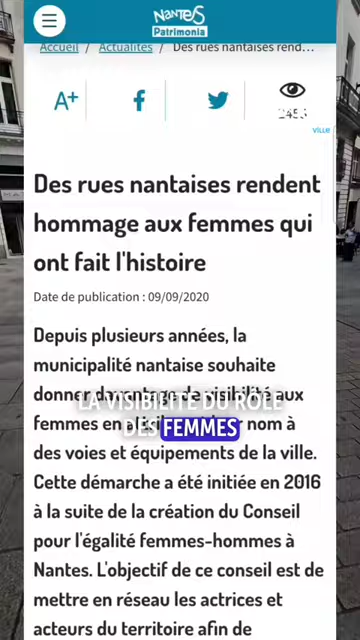 NANTES
Patrimonia
Accueil / Actualités / Des rues nantaises rend...
A+
2453
VILLE
Des rues nantaises rendent
hommage aux femmes qui
ont fait l'histoire
Date de publication : 09/09/2020
Depuis plusieurs années, la
municipalité nantaise souhaite
donner davantage de visibilité aux
LA VISIBILITÉ DU RÔLE
femmes en nom à
DES FEMMES
des voies et équipements de la ville.
Cette démarche a été initiée en 2016
à la suite de la création du Conseil
pour l'égalité femmes-hommes à
Nantes. L'objectif de ce conseil est de
mettre en réseau les actrices et
acteurs du territoire afin de